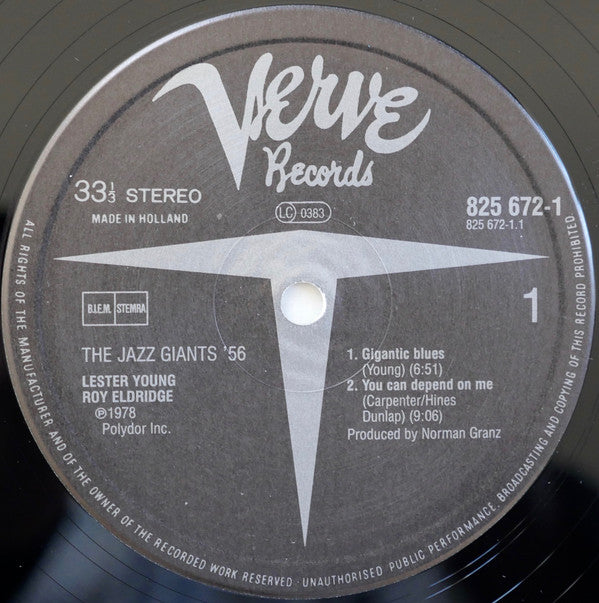 Verve
Records
33⅓ STEREO
MADE IN HOLLAND
LC 0383
825 672-1
825 672-1.1
B.I.E.M. STEMRA
1
THE JAZZ GIANTS '56
LESTER YOUNG
ROY ELDRIDGE
℗1978
Polydor Inc.
1. Gigantic blues
(Young) (6:51)
2. You can depend on me
(Carpenter/Hines
Dunlap) (9:06)
Produced by Norman Granz
ALL RIGHTS OF THE MANUFACTURER AND OF THE OWNER OF THE RECORDED WORK RESERVED · UNAUTHORISED PUBLIC PERFORMANCE, BROADCASTING AND COPYING OF THIS RECORD PROHIBITED.